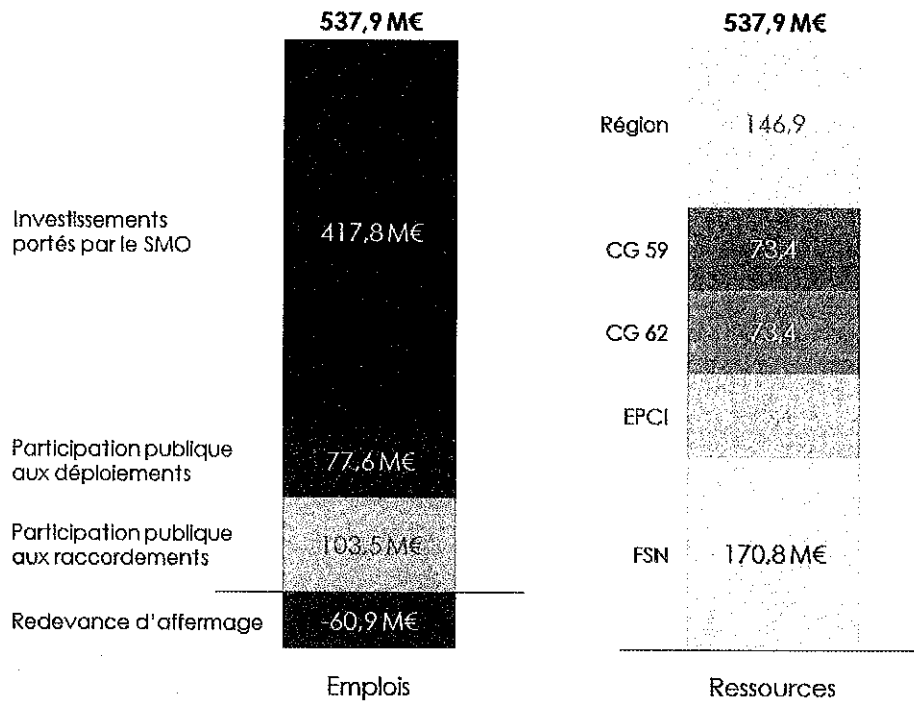 537,9 M€
Investissements
portés par le SMO
417,8 M€
Participation publique
aux déploiements
77,6 M€
Participation publique
aux raccordements
103,5 M€
Redevance d'affermage
-60,9 M€
Emplois
537,9 M€
Région
146,9
CG 59
73,4
CG 62
73,4
EPCI
FSN
170,8 M€
Ressources